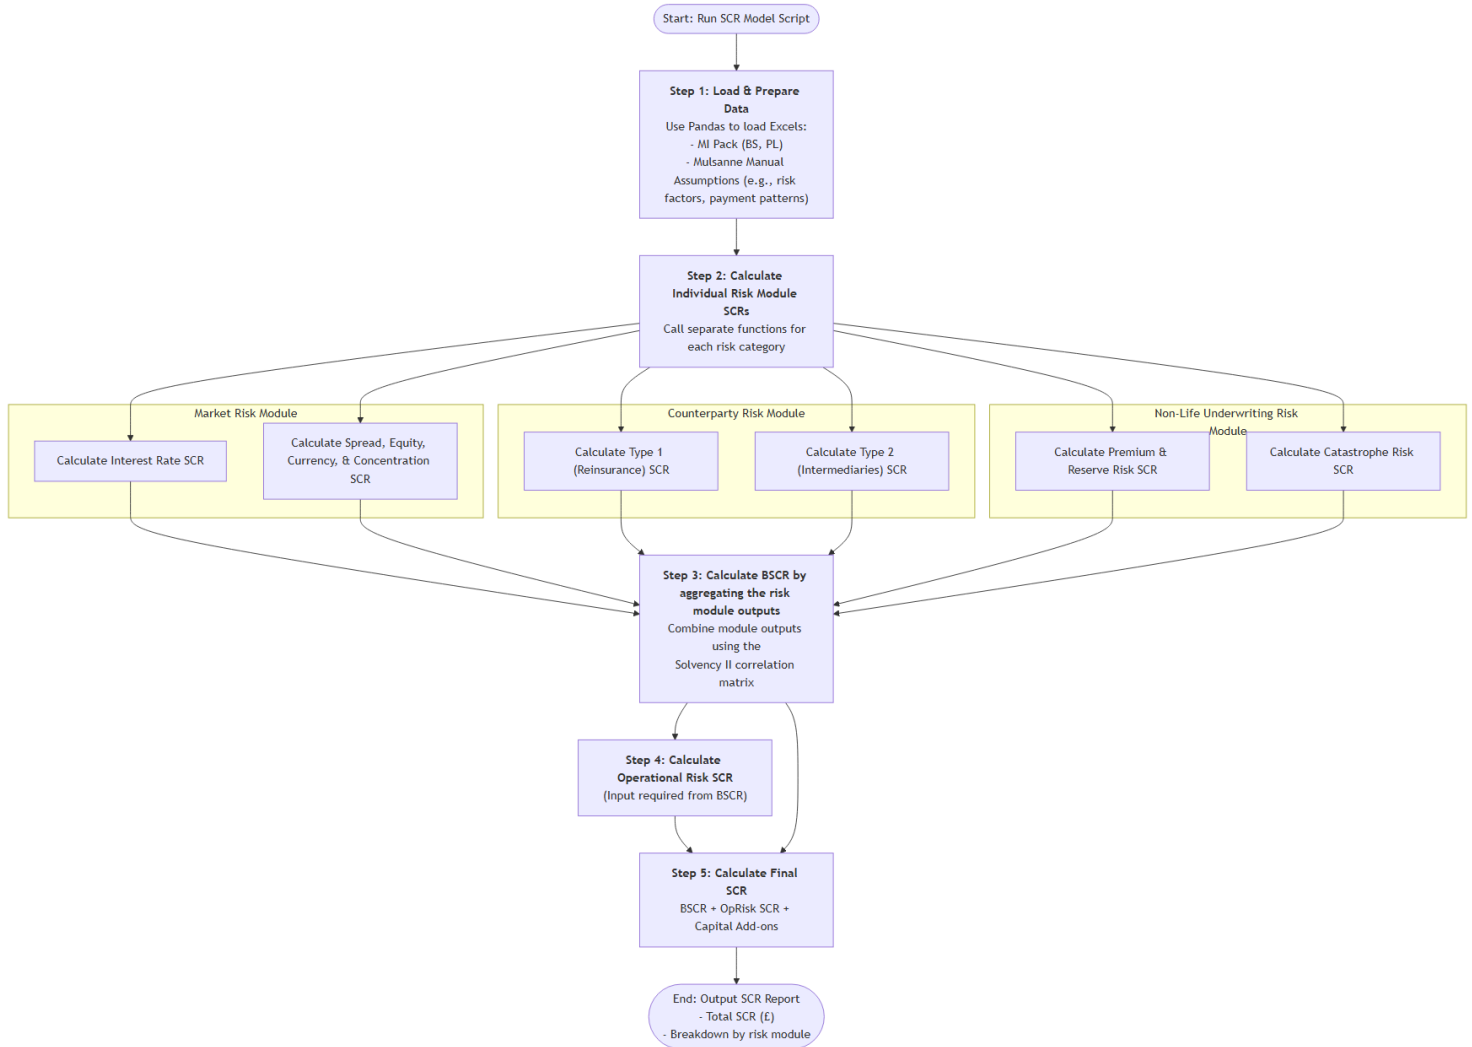 Start: Run SCR Model Script
Step 1: Load & Prepare
Data
Use Pandas to load Excels:
- MI Pack (BS, PL)
- Mulsanne Manual
Assumptions (e.g., risk
factors, payment patterns)
Step 2: Calculate
Individual Risk Module
SCRs
Call separate functions for
each risk category
Market Risk Module
Calculate Interest Rate SCR
Calculate Spread, Equity,
Currency, & Concentration
SCR
Counterparty Risk Module
Calculate Type 1
(Reinsurance) SCR
Calculate Type 2
(Intermediaries) SCR
Non-Life Underwriting Risk
Module
Calculate Premium &
Reserve Risk SCR
Calculate Catastrophe Risk
SCR
Step 3: Calculate BSCR by
aggregating the risk
module outputs
Combine module outputs
using the
Solvency II correlation
matrix
Step 4: Calculate
Operational Risk SCR
(Input required from BSCR)
Step 5: Calculate Final
SCR
BSCR + OpRisk SCR +
Capital Add-ons
End: Output SCR Report
- Total SCR (£)
- Breakdown by risk module